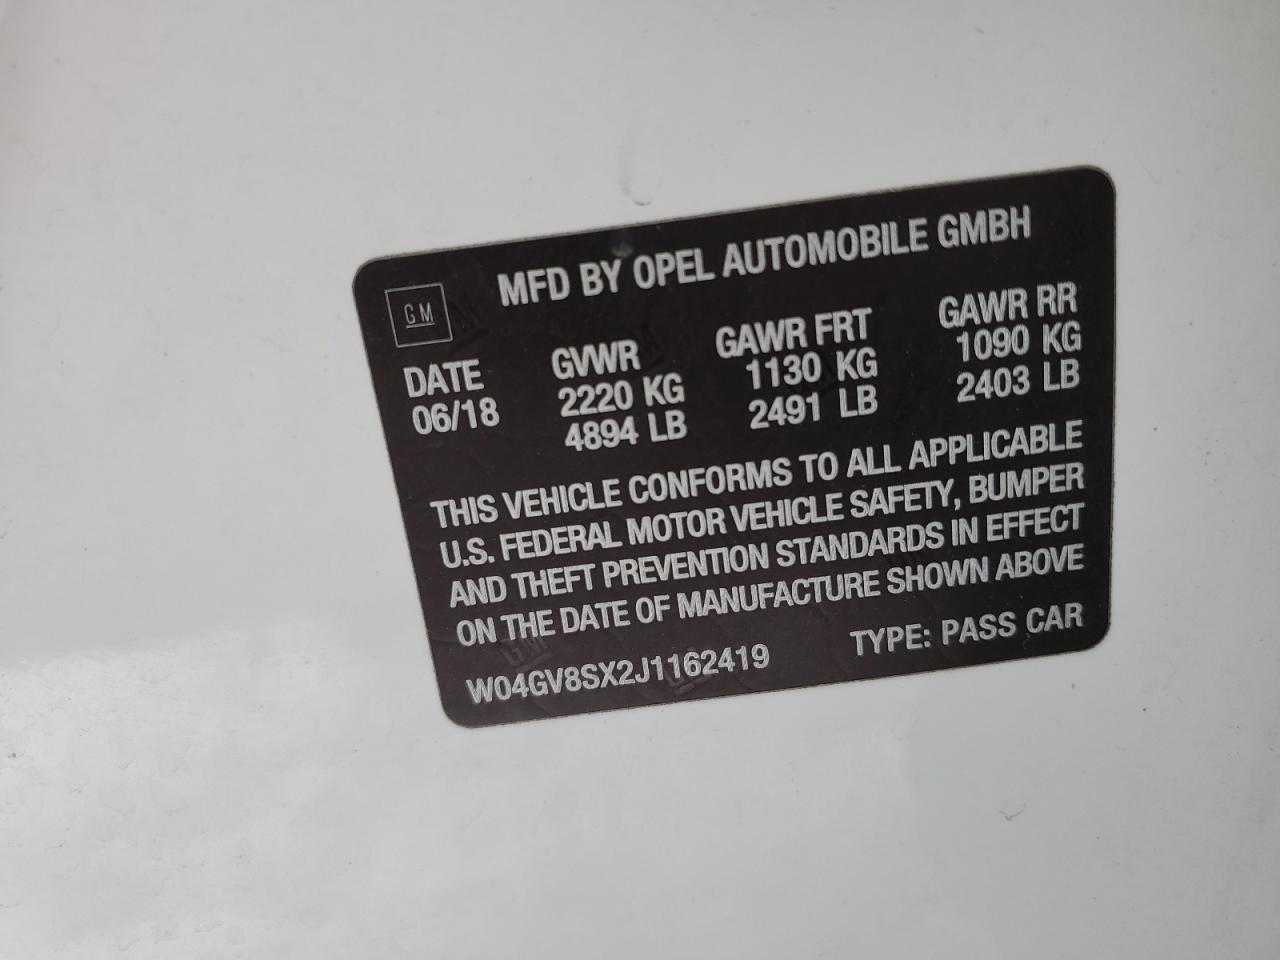 MFD BY OPEL AUTOMOBILE GMBH
GM
DATE GVWR GAWR FRT GAWR RR
06/18 2220 KG 1130 KG 1090 KG
4894 LB 2491 LB 2403 LB
THIS VEHICLE CONFORMS TO ALL APPLICABLE
U.S. FEDERAL MOTOR VEHICLE SAFETY, BUMPER
AND THEFT PREVENTION STANDARDS IN EFFECT
ON THE DATE OF MANUFACTURE SHOWN ABOVE
W04GV8SX2J1162419 TYPE: PASS CAR